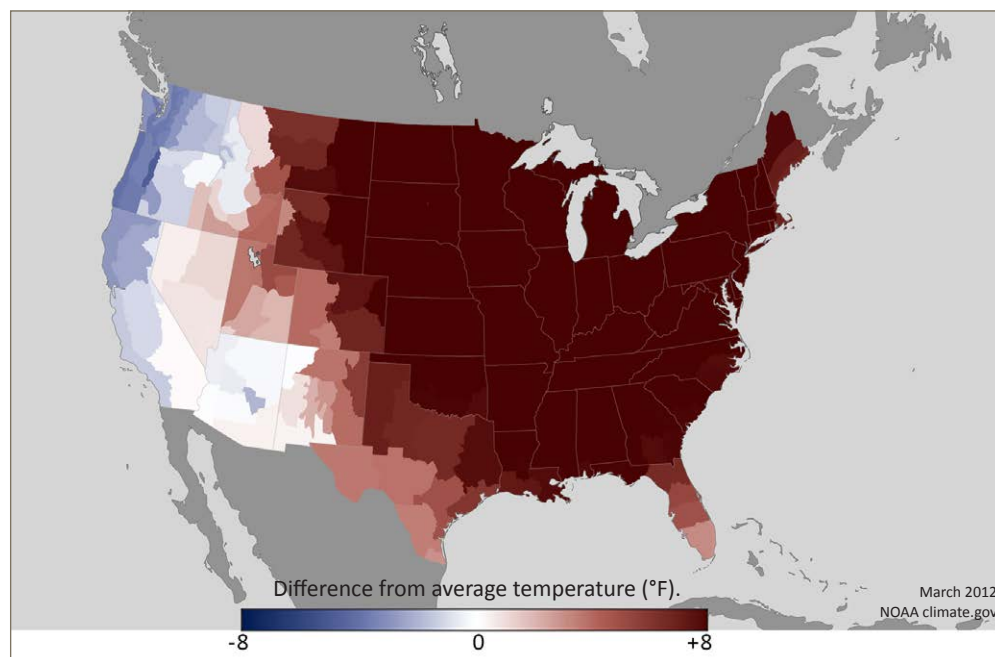 Difference from average temperature (°F).
-8 0 +8
March 2012
NOAA climate.gov